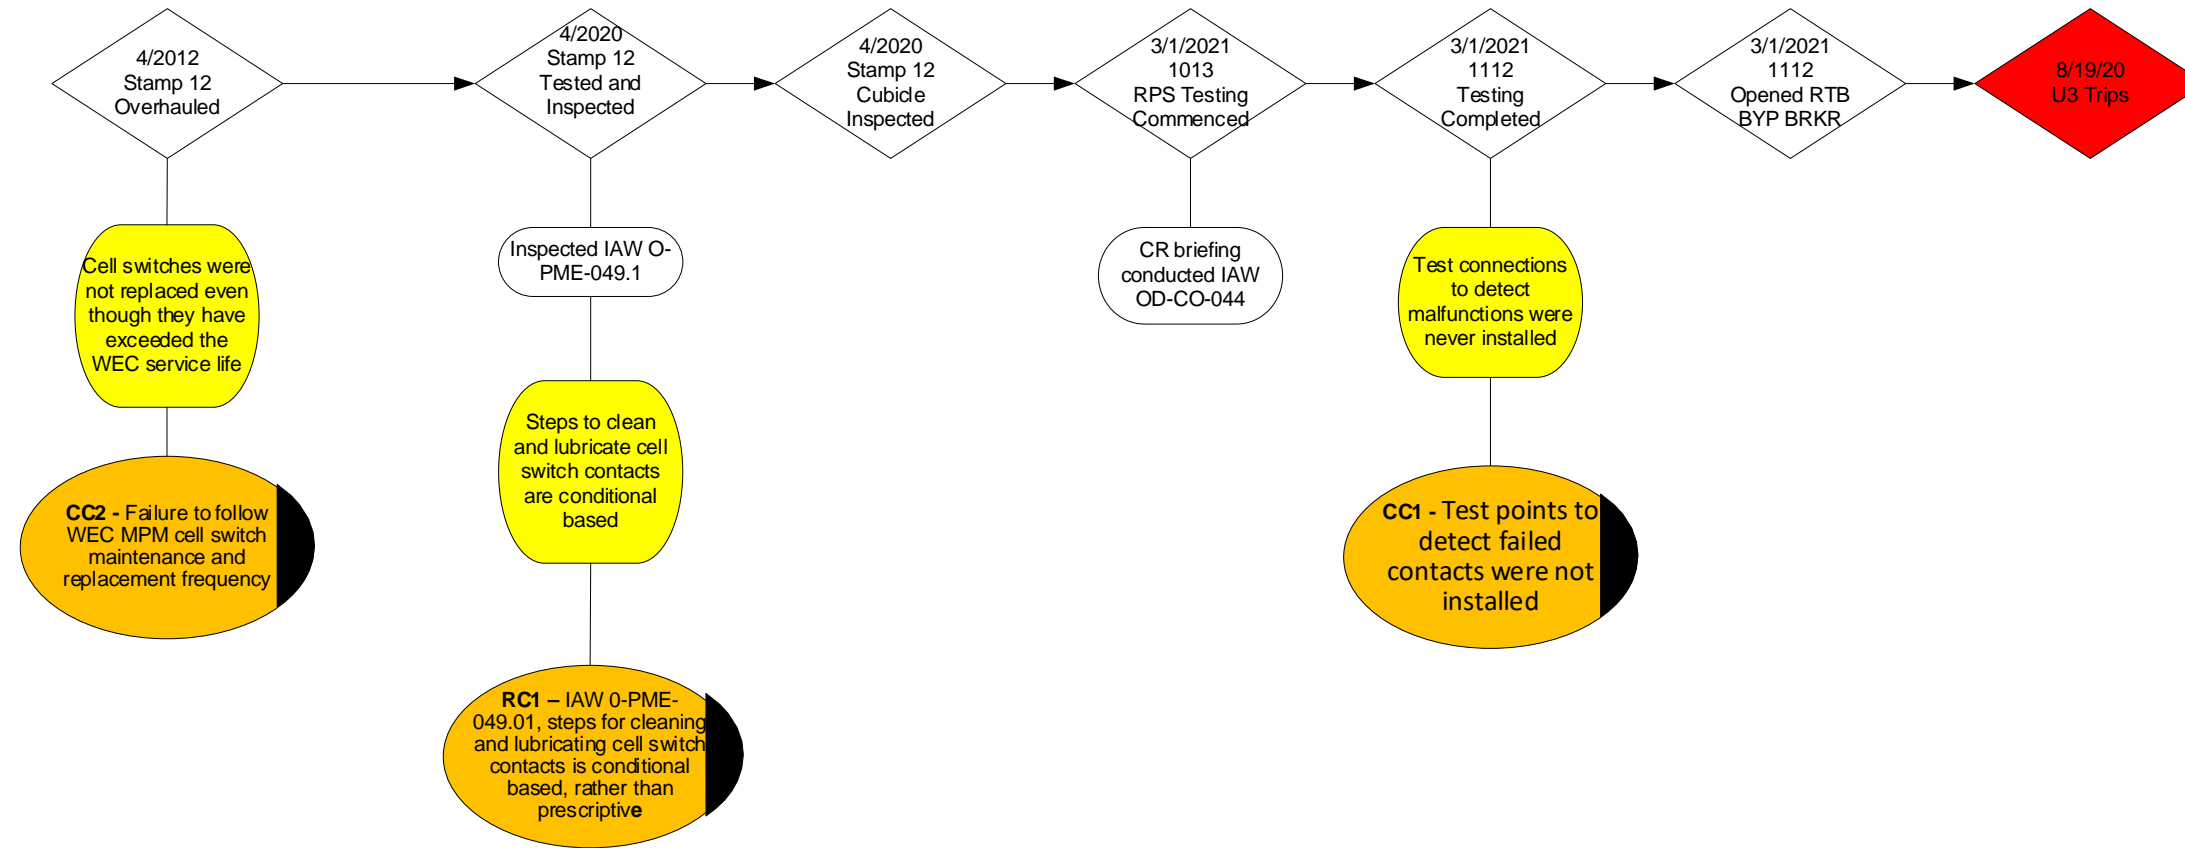 4/2012
Stamp 12
Overhauled
4/2020
Stamp 12
Tested and
Inspected
4/2020
Stamp 12
Cubicle
Inspected
3/1/2021
1013
RPS Testing
Commenced
3/1/2021
1112
Testing
Completed
3/1/2021
1112
Opened RTB
BYP BRKR
8/19/20
U3 Trips
Cell switches were
not replaced even
though they have
exceeded the
WEC service life
Inspected IAW O-
PME-049.1
CR briefing
conducted IAW
OD-CO-044
Test connections
to detect
malfunctions were
never installed
Steps to clean
and lubricate cell
switch contacts
are conditional
based
CC2 - Failure to follow
WEC MPM cell switch
maintenance and
replacement frequency
CC1 - Test points to
detect failed
contacts were not
installed
RC1 – IAW 0-PME-
049.01, steps for cleaning
and lubricating cell switch
contacts is conditional
based, rather than
prescriptive